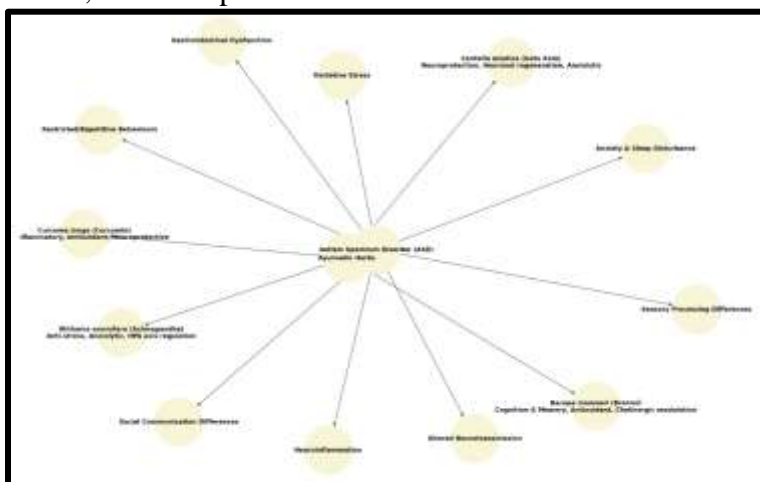 Gastrointestinal Dysfunction
Oxidative Stress
Centella asiatica (Gotu Kola)
Neuroprotection, Neuronal regeneration, Anxiolytic
Restricted/Repetitive Behaviours
Anxiety & Sleep Disturbance
Curcuma longa (Curcumin)
Antioxidant, Neuroprotective
Autism Spectrum Disorder (ASD)
Ayurvedic Herbs
Sensory Processing Differences
Withania somnifera (Ashwagandha)
Anti-stress, Anxiolytic, HPA axis regulation
Bacopa monnieri (Brahmi)
Cognition & Memory, Antioxidant, Cholinergic modulation
Social Communication Differences
Altered Neurotransmission
Neuroinflammation